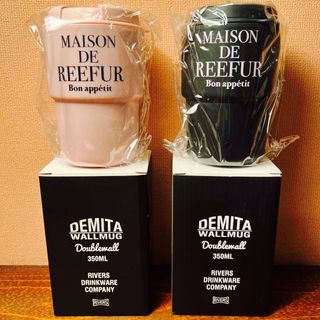 MAISON
DE
REEFUR
Bon appétit
MAISON
DE
REEFUR
Bon appétit
DEMITA
WALLMUG
Doublewall
350ML
RIVERS
DRINKWARE
COMPANY
RIVERS
DEMITA
WALLMUG
Doublewall
350ML
RIVERS
DRINKWARE
COMPANY
RIVERS